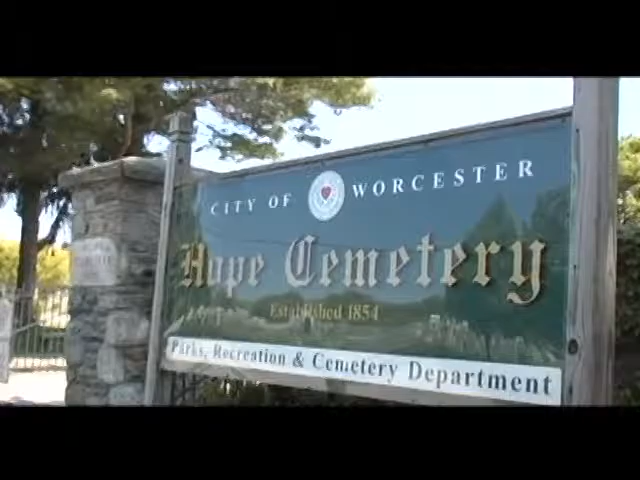 CITY OF WORCESTER
Hope Cemetery
Established 1854
Parks, Recreation & Cemetery Department